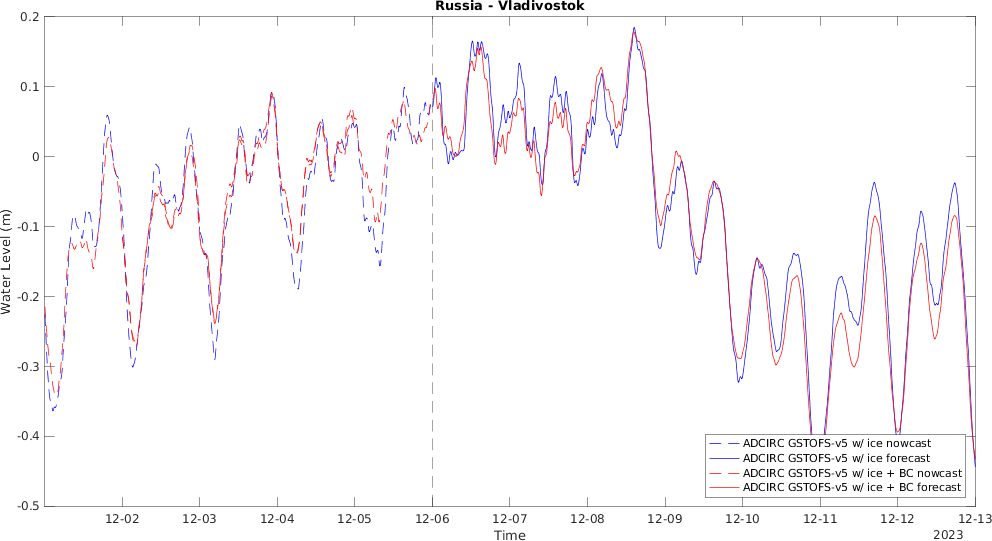 Russia - Vladivostok
Water Level (m)
0.2
0.1
0
-0.1
-0.2
-0.3
-0.4
-0.5
ADCIRC GSTOFS-v5 w/ ice nowcast
ADCIRC GSTOFS-v5 w/ ice forecast
ADCIRC GSTOFS-v5 w/ ice + BC nowcast
ADCIRC GSTOFS-v5 w/ ice + BC forecast
12-02 12-03 12-04 12-05 12-06 12-07 12-08 12-09 12-10 12-11 12-12 12-13
Time
2023